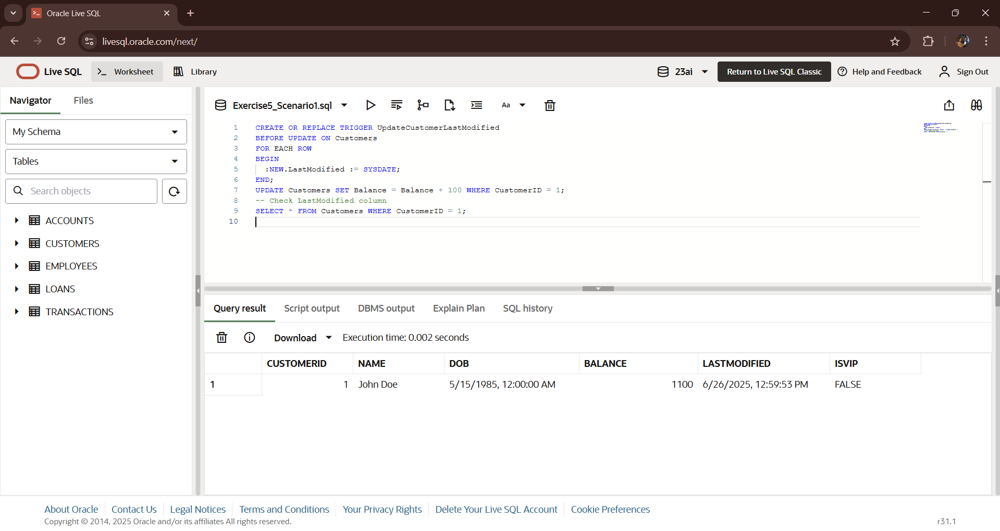 Oracle Live SQL
livesql.oracle.com/next/
Live SQL
Worksheet
Library
23ai
Return to Live SQL Classic
Help and Feedback
Sign Out
Navigator
Files
My Schema
Tables
Search objects
ACCOUNTS
CUSTOMERS
EMPLOYEES
LOANS
TRANSACTIONS
Exercise5_Scenario1.sql
Aa
1 CREATE OR REPLACE TRIGGER UpdateCustomerLastModified
2 BEFORE UPDATE ON Customers
3 FOR EACH ROW
4 BEGIN
5 :NEW.LastModified := SYSDATE;
6 END;
7 UPDATE Customers SET Balance = Balance + 100 WHERE CustomerID = 1;
8 -- Check LastModified column
9 SELECT * FROM Customers WHERE CustomerID = 1;
10
Query result
Script output
DBMS output
Explain Plan
SQL history
Download
Execution time: 0.002 seconds
CUSTOMERID NAME DOB BALANCE LASTMODIFIED ISVIP
1 1 John Doe 5/15/1985, 12:00:00 AM 1100 6/26/2025, 12:59:53 PM FALSE
About Oracle
Contact Us
Legal Notices
Terms and Conditions
Your Privacy Rights
Delete Your Live SQL Account
Cookie Preferences
Copyright © 2014, 2025 Oracle and/or its affiliates All rights reserved.
r31.1